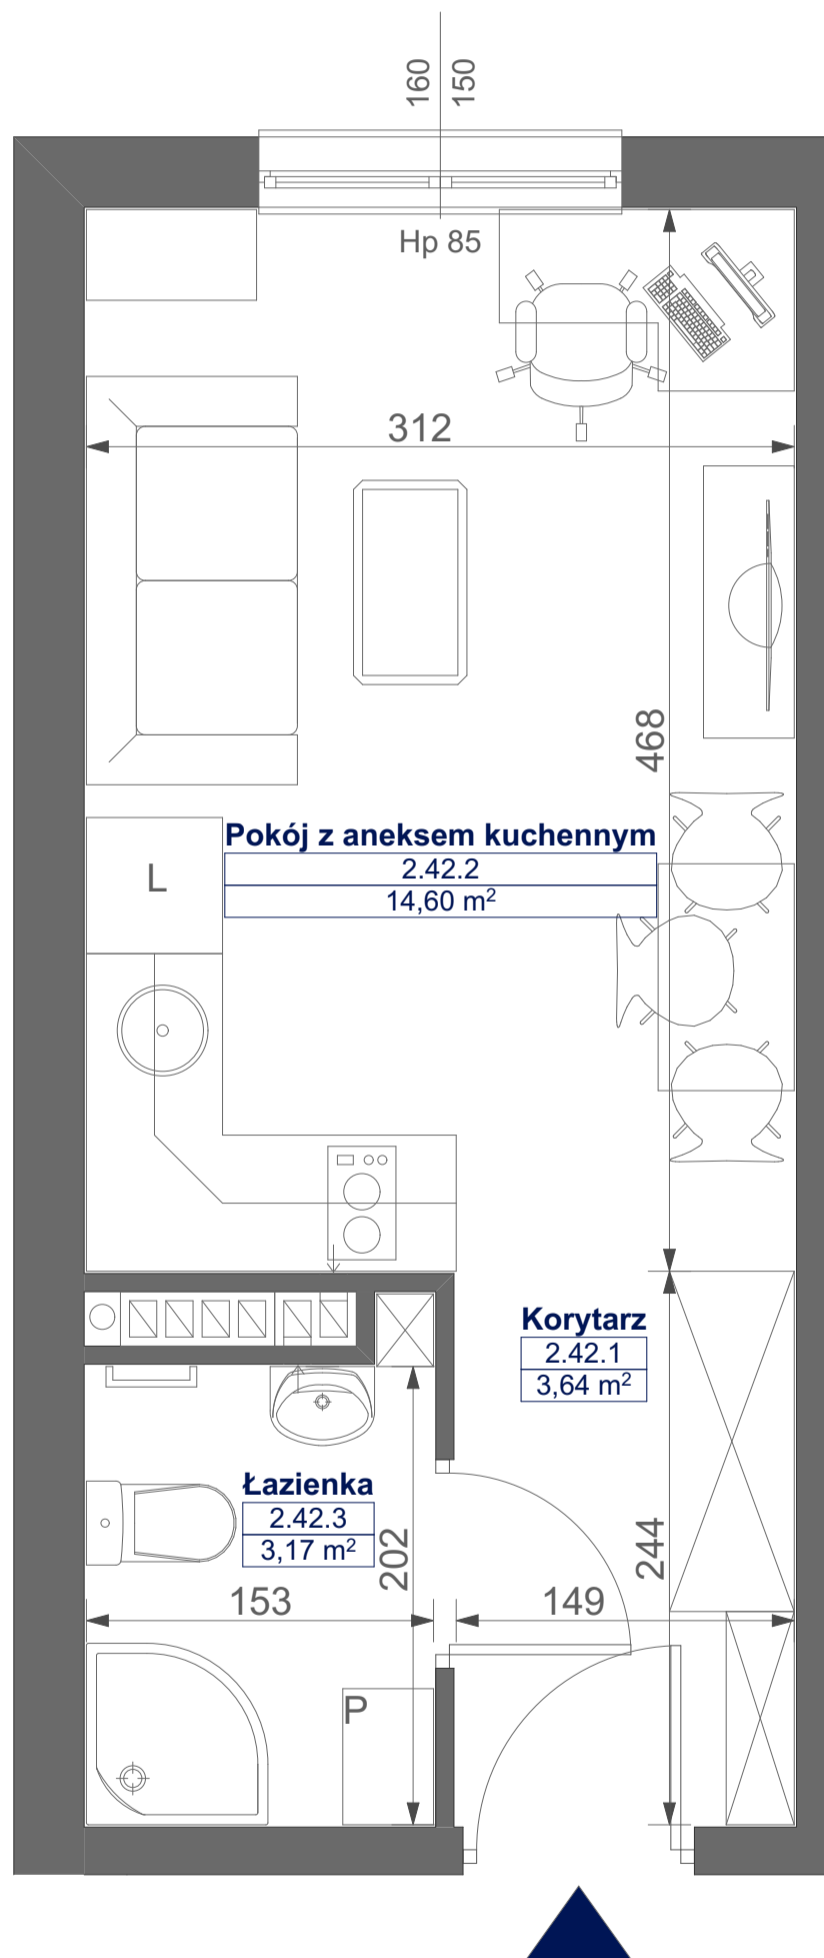 160
150
Hp 85
312
468
Pokój z aneksem kuchennym
2.42.2
14,60 m²
L
Korytarz
2.42.1
3,64 m²
Łazienka
2.42.3
3,17 m²
202
244
153
149
P